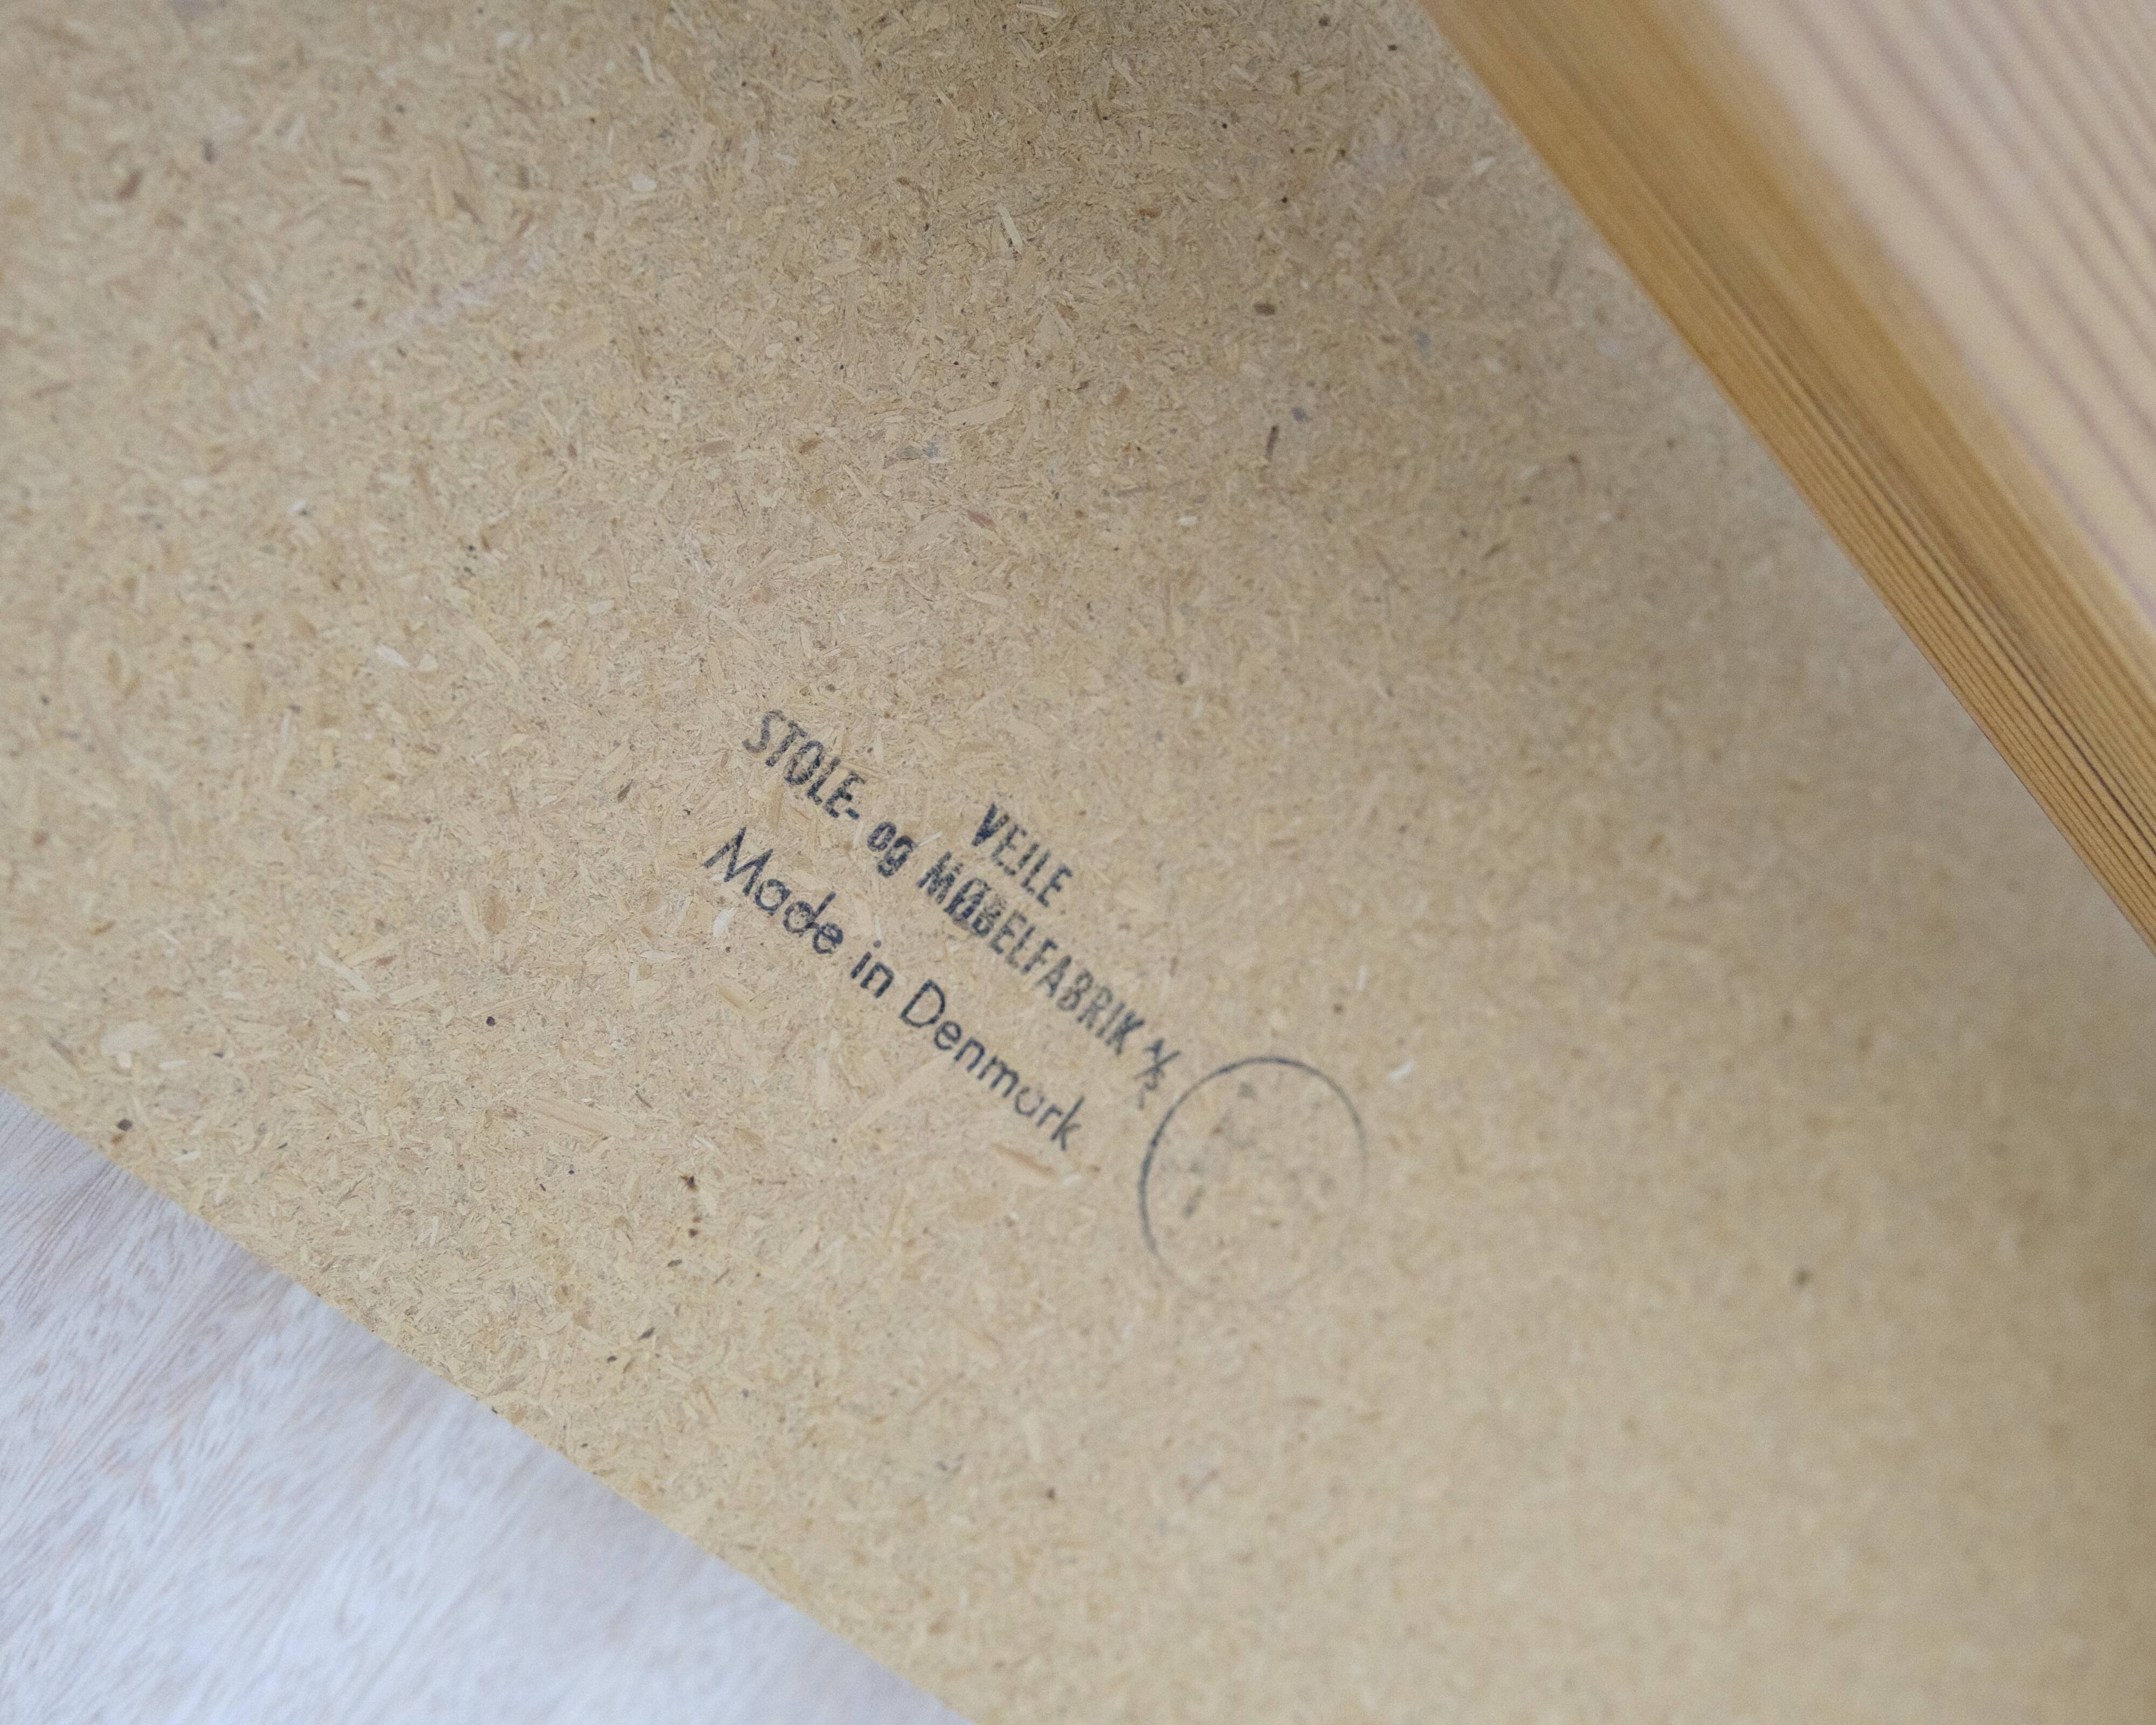 VEJLE
STOLE- og MØBELFABRIK A/S
Made in Denmark